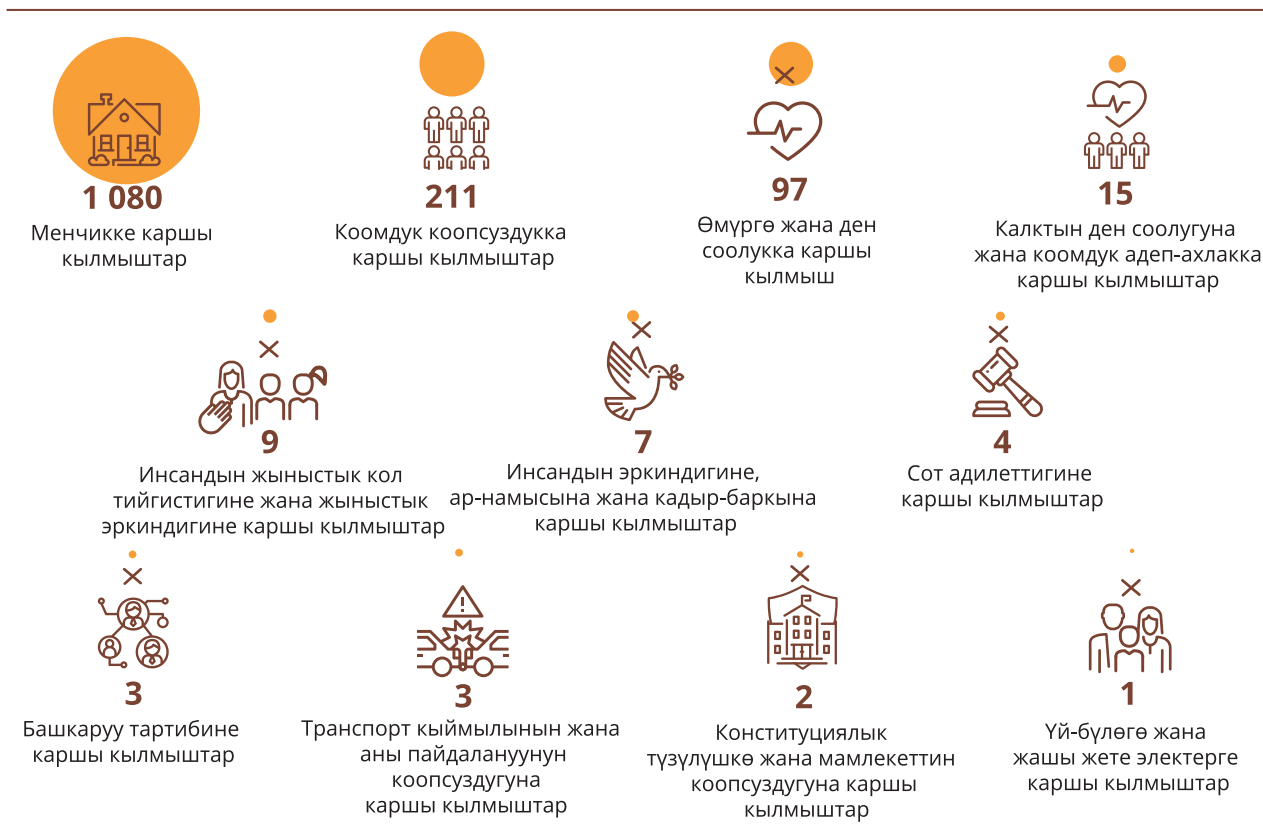 1 080
Менчикке каршы
кылмыштар
211
Коомдук коопсуздукка
каршы кылмыштар
97
Өмүргө жана ден
соолукка каршы
кылмыш
15
Калктын ден соолугуна
жана коомдук адеп-ахлакка
каршы кылмыштар
9
Инсандын жыныстык кол
тийгистигине жана жыныстык
эркиндигине каршы кылмыштар
7
Инсандын эркиндигине,
ар-намысына жана кадыр-баркына
каршы кылмыштар
4
Сот адилеттигине
каршы кылмыштар
3
Башкаруу тартибине
каршы кылмыштар
3
Транспорт кыймылынын жана
аны пайдалануунун
коопсуздугуна
каршы кылмыштар
2
Конституциялык
түзүлүшкө жана мамлекеттин
коопсуздугуна каршы
кылмыштар
1
Үй-бүлөгө жана
жашы жете электерге
каршы кылмыштар